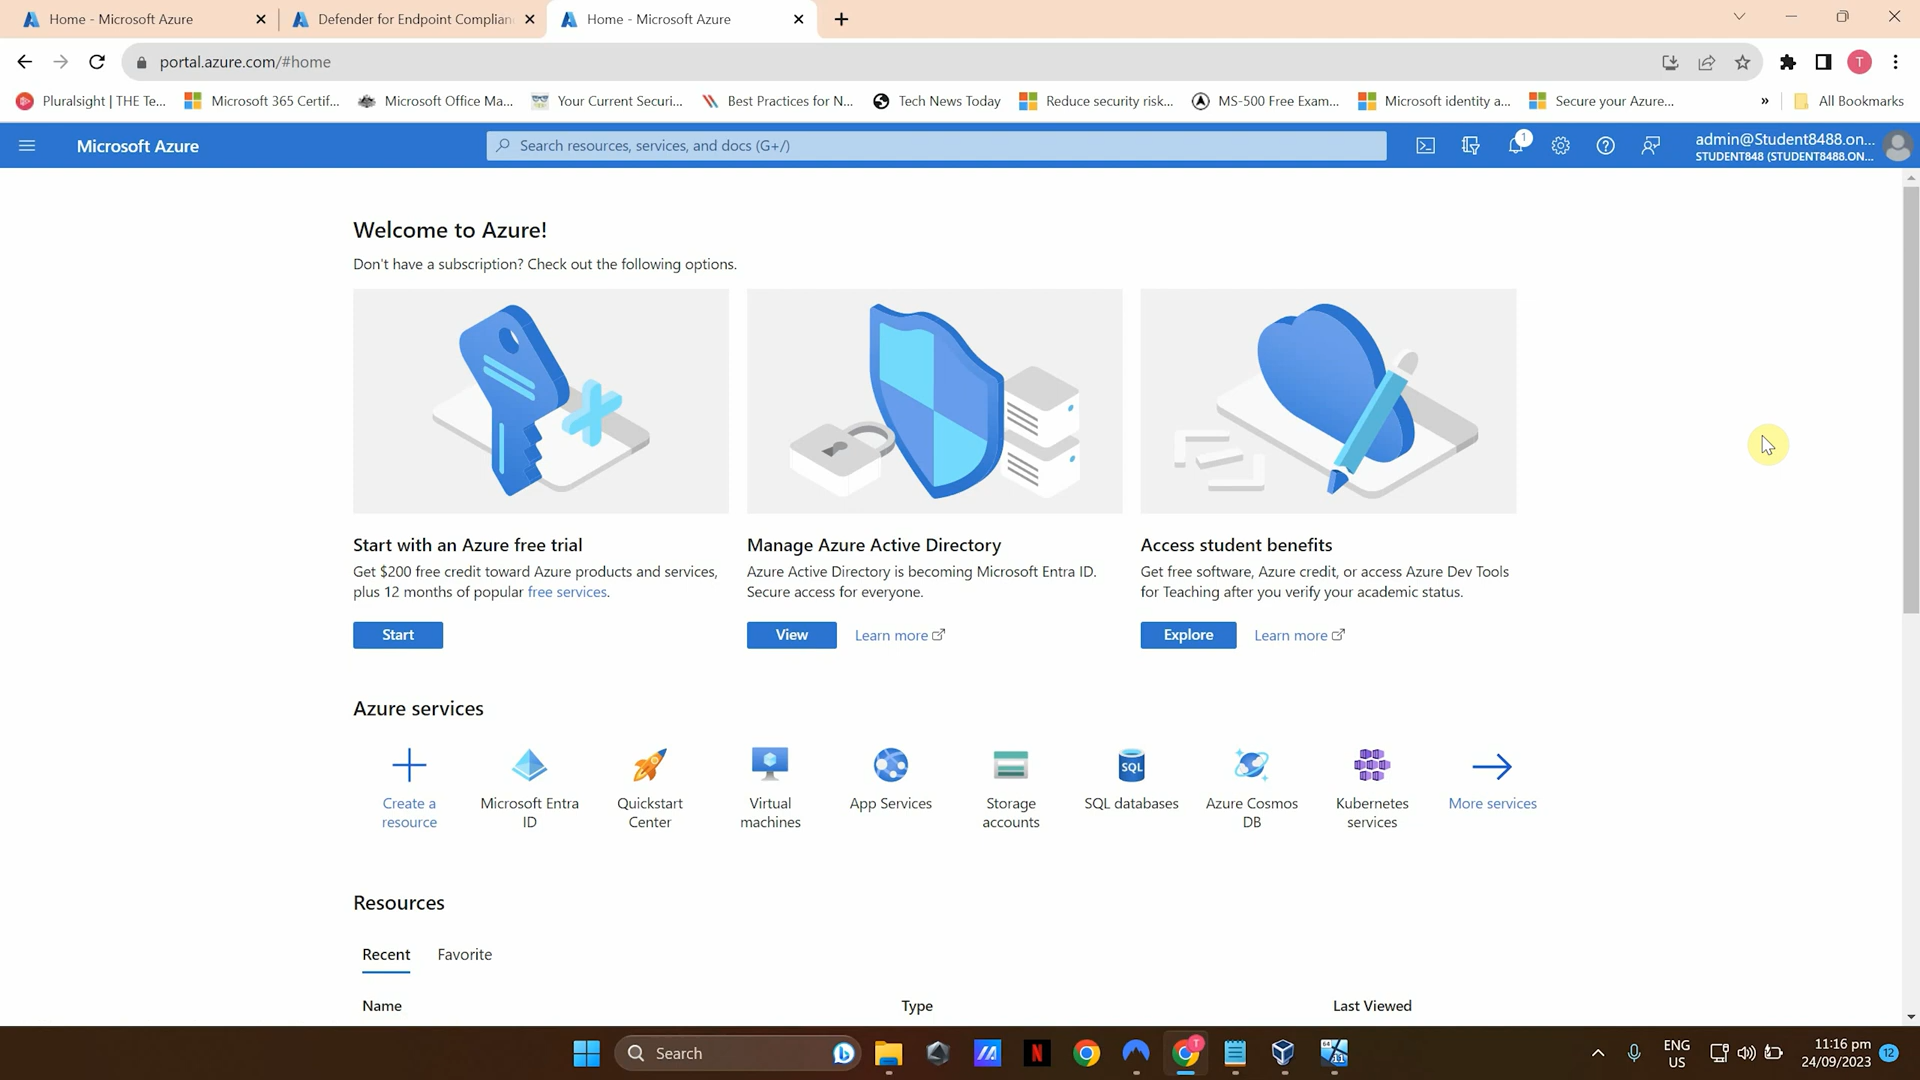 Home - Microsoft Azure
Defender for Endpoint Complian
Home - Microsoft Azure
portal.azure.com/#home
Pluralsight | THE Te...
Microsoft 365 Certif...
Microsoft Office Ma...
Your Current Securi...
Best Practices for N...
Tech News Today
Reduce security risk...
MS-500 Free Exam...
Microsoft identity a...
Secure your Azure...
»
All Bookmarks
T
Microsoft Azure
Search resources, services, and docs (G+/)
1
admin@Student8488.on...
STUDENT848 (STUDENT8488.ON...
Welcome to Azure!
Don't have a subscription? Check out the following options.
Start with an Azure free trial
Get $200 free credit toward Azure products and services,
plus 12 months of popular free services.
Start
Manage Azure Active Directory
Azure Active Directory is becoming Microsoft Entra ID.
Secure access for everyone.
View
Learn more
Access student benefits
Get free software, Azure credit, or access Azure Dev Tools
for Teaching after you verify your academic status.
Explore
Learn more
Azure services
Create a
resource
Microsoft Entra
ID
Quickstart
Center
Virtual
machines
App Services
Storage
accounts
SQL
SQL databases
Azure Cosmos
DB
Kubernetes
services
More services
Resources
Recent
Favorite
Name
Type
Last Viewed
Search
N
T
64
11
ENG
US
11:16 pm
24/09/2023
12